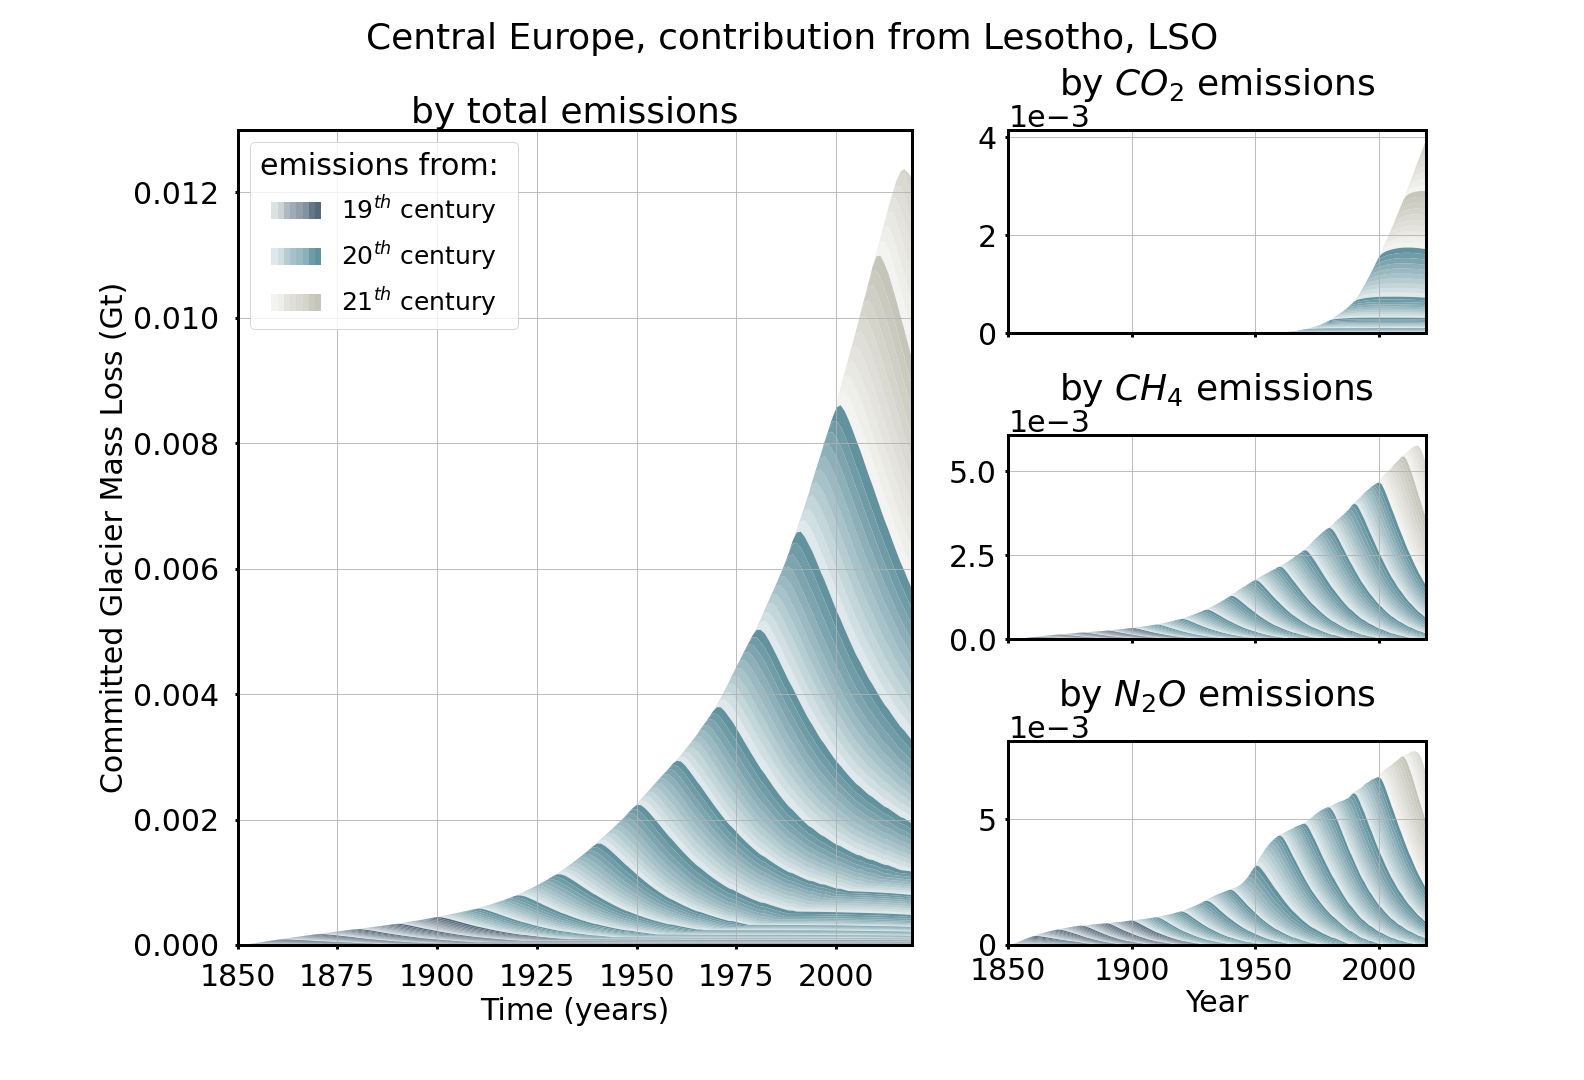 Central Europe, contribution from Lesotho, LSO
by total emissions
emissions from:
19th century
20th century
21th century
Committed Glacier Mass Loss (Gt)
0.012
0.010
0.008
0.006
0.004
0.002
0.000
1850 1875 1900 1925 1950 1975 2000
Time (years)
by CO2 emissions
1e−3
4
2
0
by CH4 emissions
1e−3
5.0
2.5
0.0
by N2O emissions
1e−3
5
0
1850 1900 1950 2000
Year